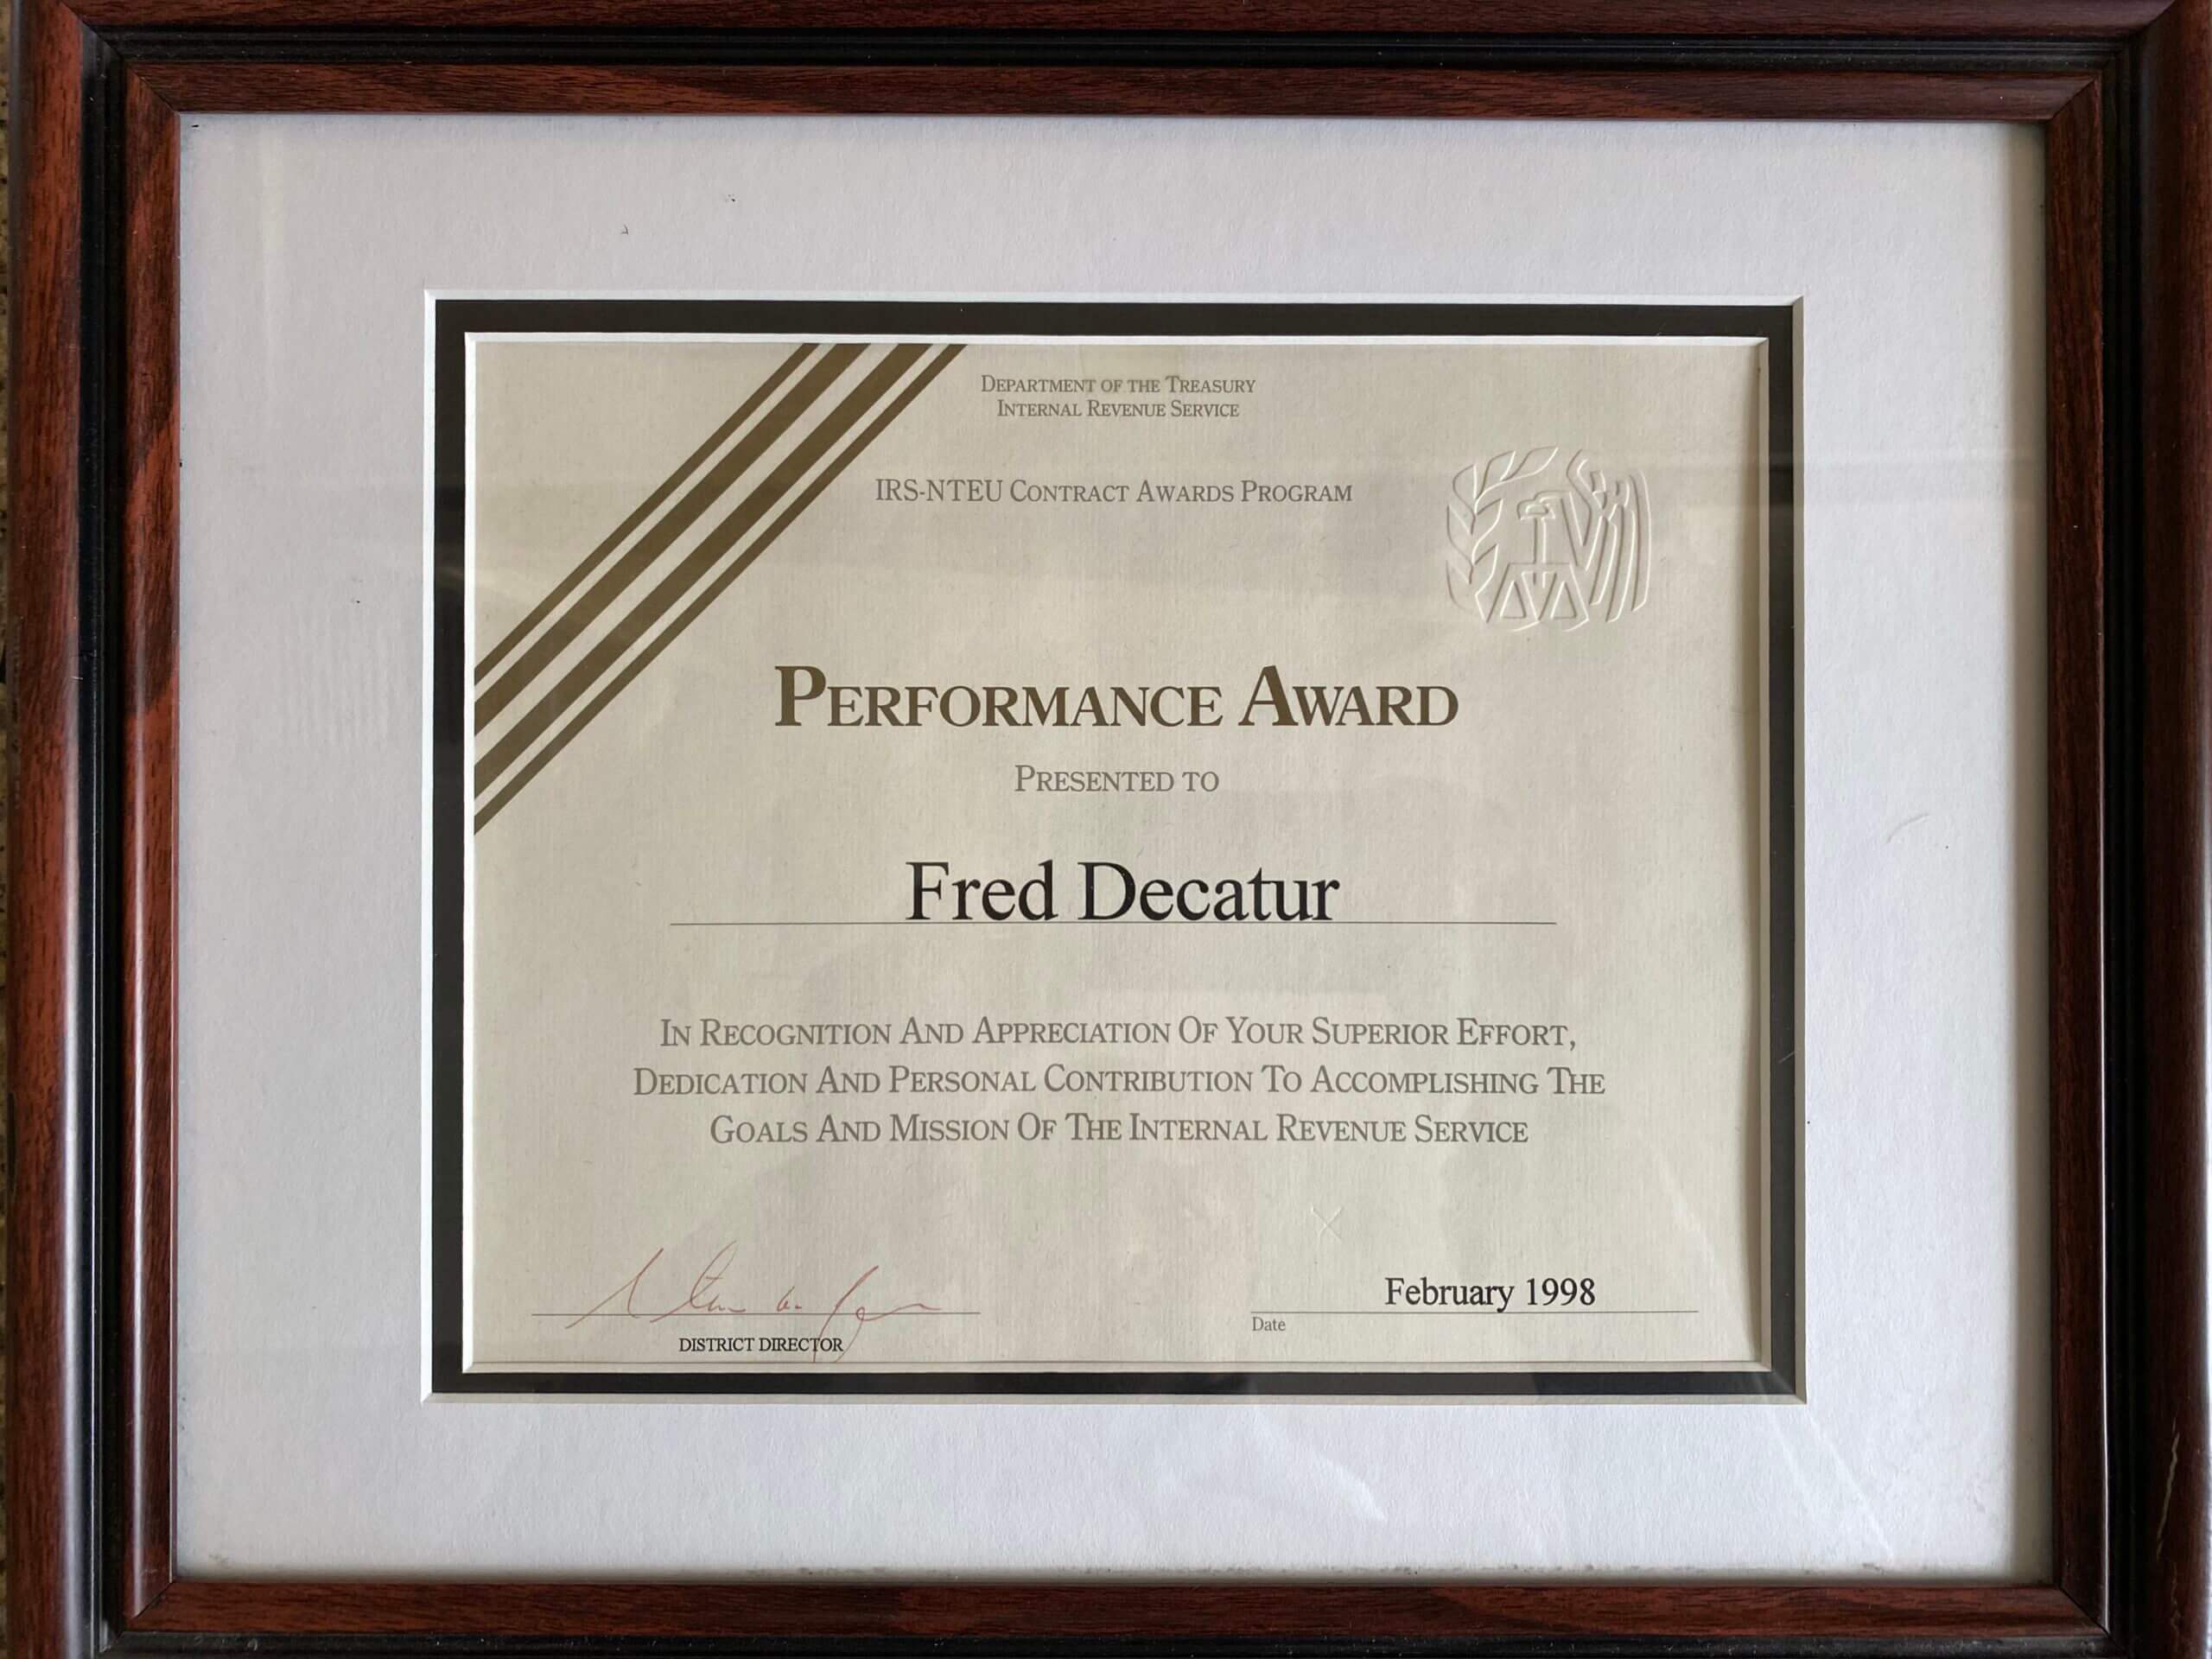 DEPARTMENT OF THE TREASURY
INTERNAL REVENUE SERVICE
IRS-NTEU CONTRACT AWARDS PROGRAM
PERFORMANCE AWARD
PRESENTED TO
Fred Decatur
IN RECOGNITION AND APPRECIATION OF YOUR SUPERIOR EFFORT,
DEDICATION AND PERSONAL CONTRIBUTION TO ACCOMPLISHING THE
GOALS AND MISSION OF THE INTERNAL REVENUE SERVICE
DISTRICT DIRECTOR
February 1998
Date